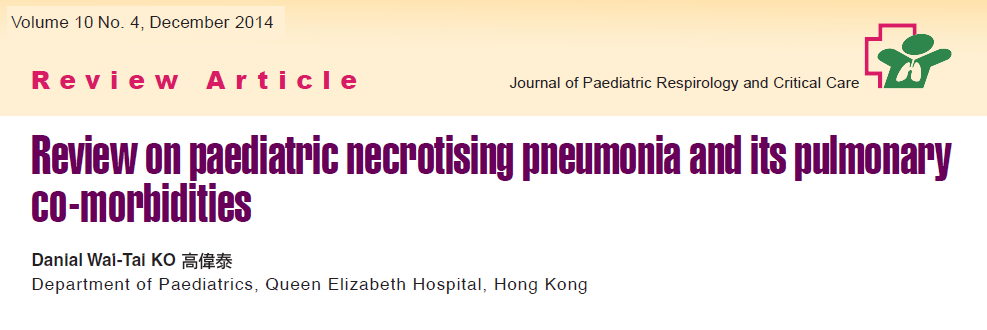 Volume 10 No. 4, December 2014
Review Article
Journal of Paediatric Respirology and Critical Care
Review on paediatric necrotising pneumonia and its pulmonary
co-morbidities
Danial Wai-Tai KO 高偉泰
Department of Paediatrics, Queen Elizabeth Hospital, Hong Kong